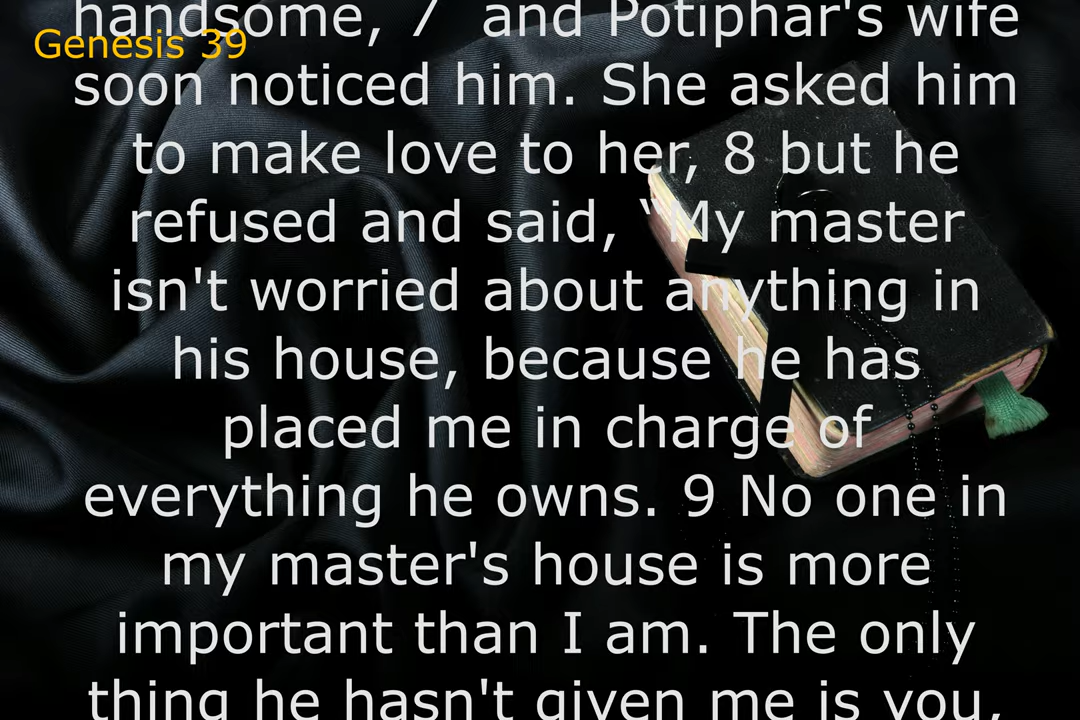 handsome, 7 and Potiphar's wife
Genesis 39
soon noticed him. She asked him
to make love to her, 8 but he
refused and said, “My master
isn't worried about anything in
his house, because he has
placed me in charge of
everything he owns. 9 No one in
my master's house is more
important than I am. The only
thing he hasn't given me is you,